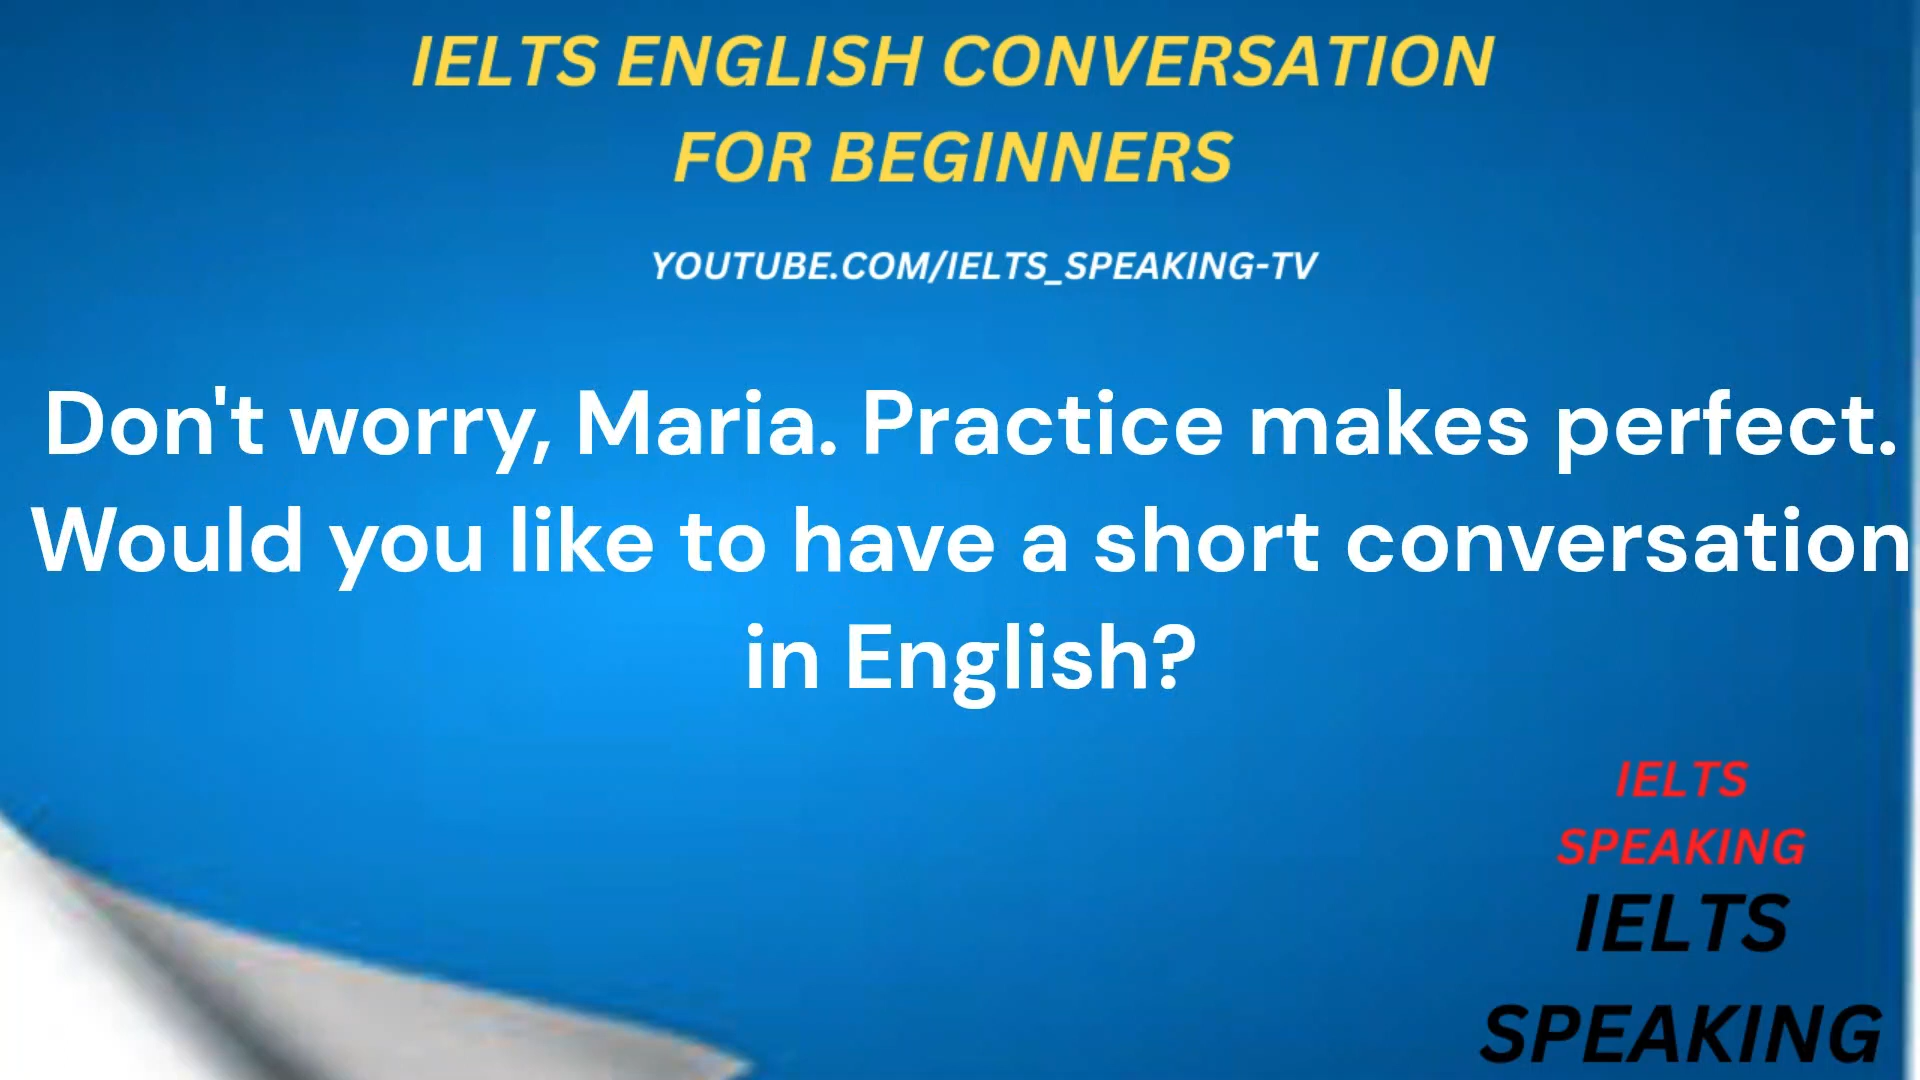 IELTS ENGLISH CONVERSATION
FOR BEGINNERS
YOUTUBE.COM/IELTS_SPEAKING-TV
Don't worry, Maria. Practice makes perfect.
Would you like to have a short conversation
in English?
IELTS
SPEAKING
IELTS
SPEAKING